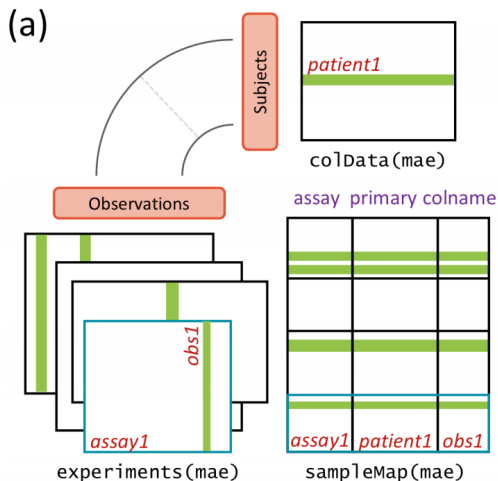 (a)
Subjects
patient1
colData(mae)
Observations
assay primary colname
obs1
assay1
experiments(mae)
assay1 patient1 obs1
sampleMap(mae)